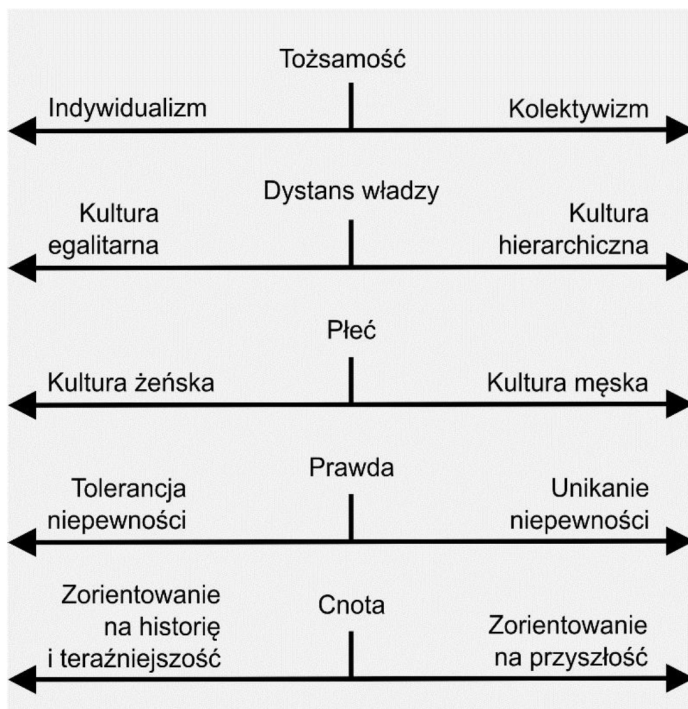 Tożsamość
Indywidualizm
Kolektywizm
Dystans władzy
Kultura
egalitarna
Kultura
hierarchiczna
Płeć
Kultura żeńska
Kultura męska
Prawda
Tolerancja
niepewności
Unikanie
niepewności
Cnota
Zorientowanie
na historię
i teraźniejszość
Zorientowanie
na przyszłość